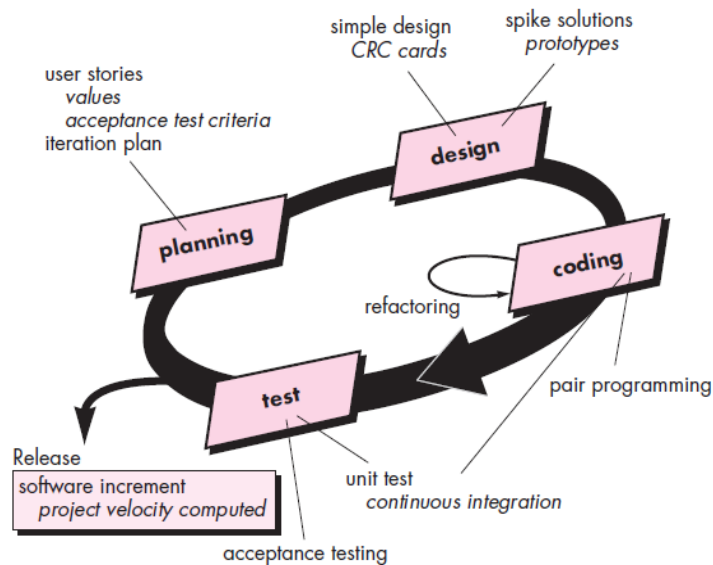 simple design
CRC cards
spike solutions
prototypes
user stories
values
acceptance test criteria
iteration plan
design
planning
coding
refactoring
test
pair programming
Release
software increment
project velocity computed
unit test
continuous integration
acceptance testing